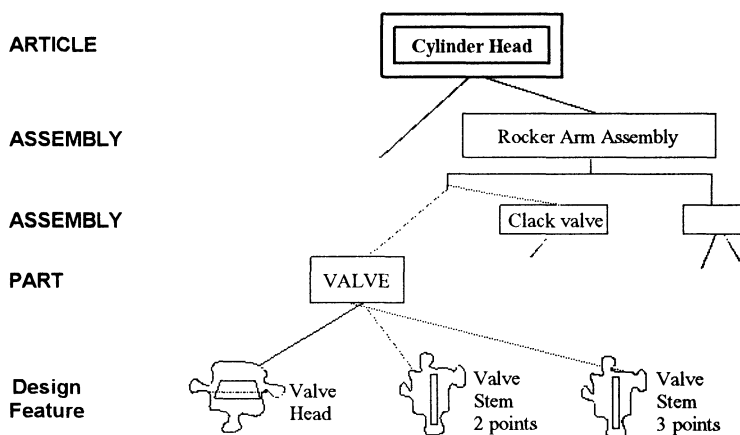 ARTICLE
Cylinder Head
ASSEMBLY
Rocker Arm Assembly
ASSEMBLY
Clack valve
PART
VALVE
Design
Feature
Valve
Head
Valve
Stem
2 points
Valve
Stem
3 points